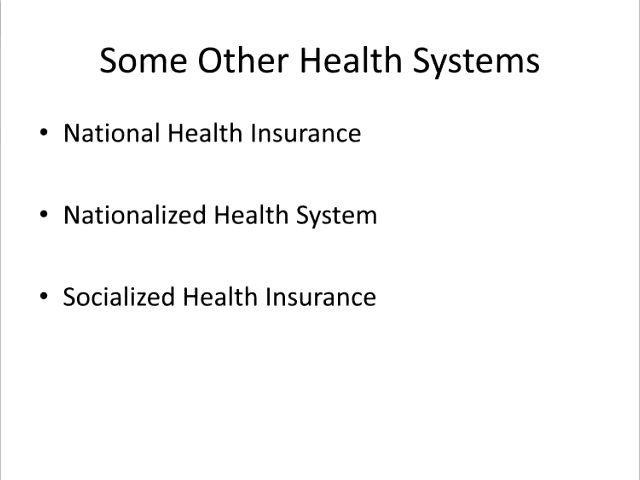 Some Other Health Systems
• National Health Insurance
• Nationalized Health System
• Socialized Health Insurance